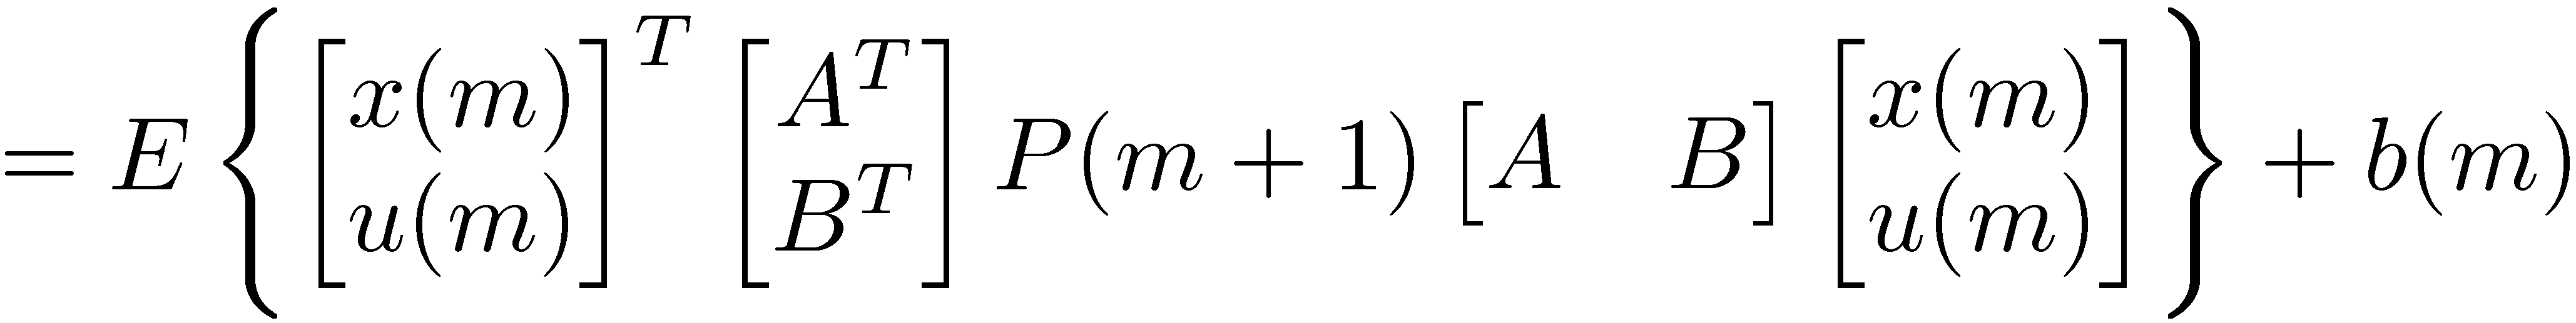 $= E \left\{ \begin{bmatrix} x(m) \\ u(m) \end{bmatrix}^T \begin{bmatrix} A^T \\ B^T \end{bmatrix} P(m+1) \begin{bmatrix} A & B \end{bmatrix} \begin{bmatrix} x(m) \\ u(m) \end{bmatrix} \right\} + b(m)$